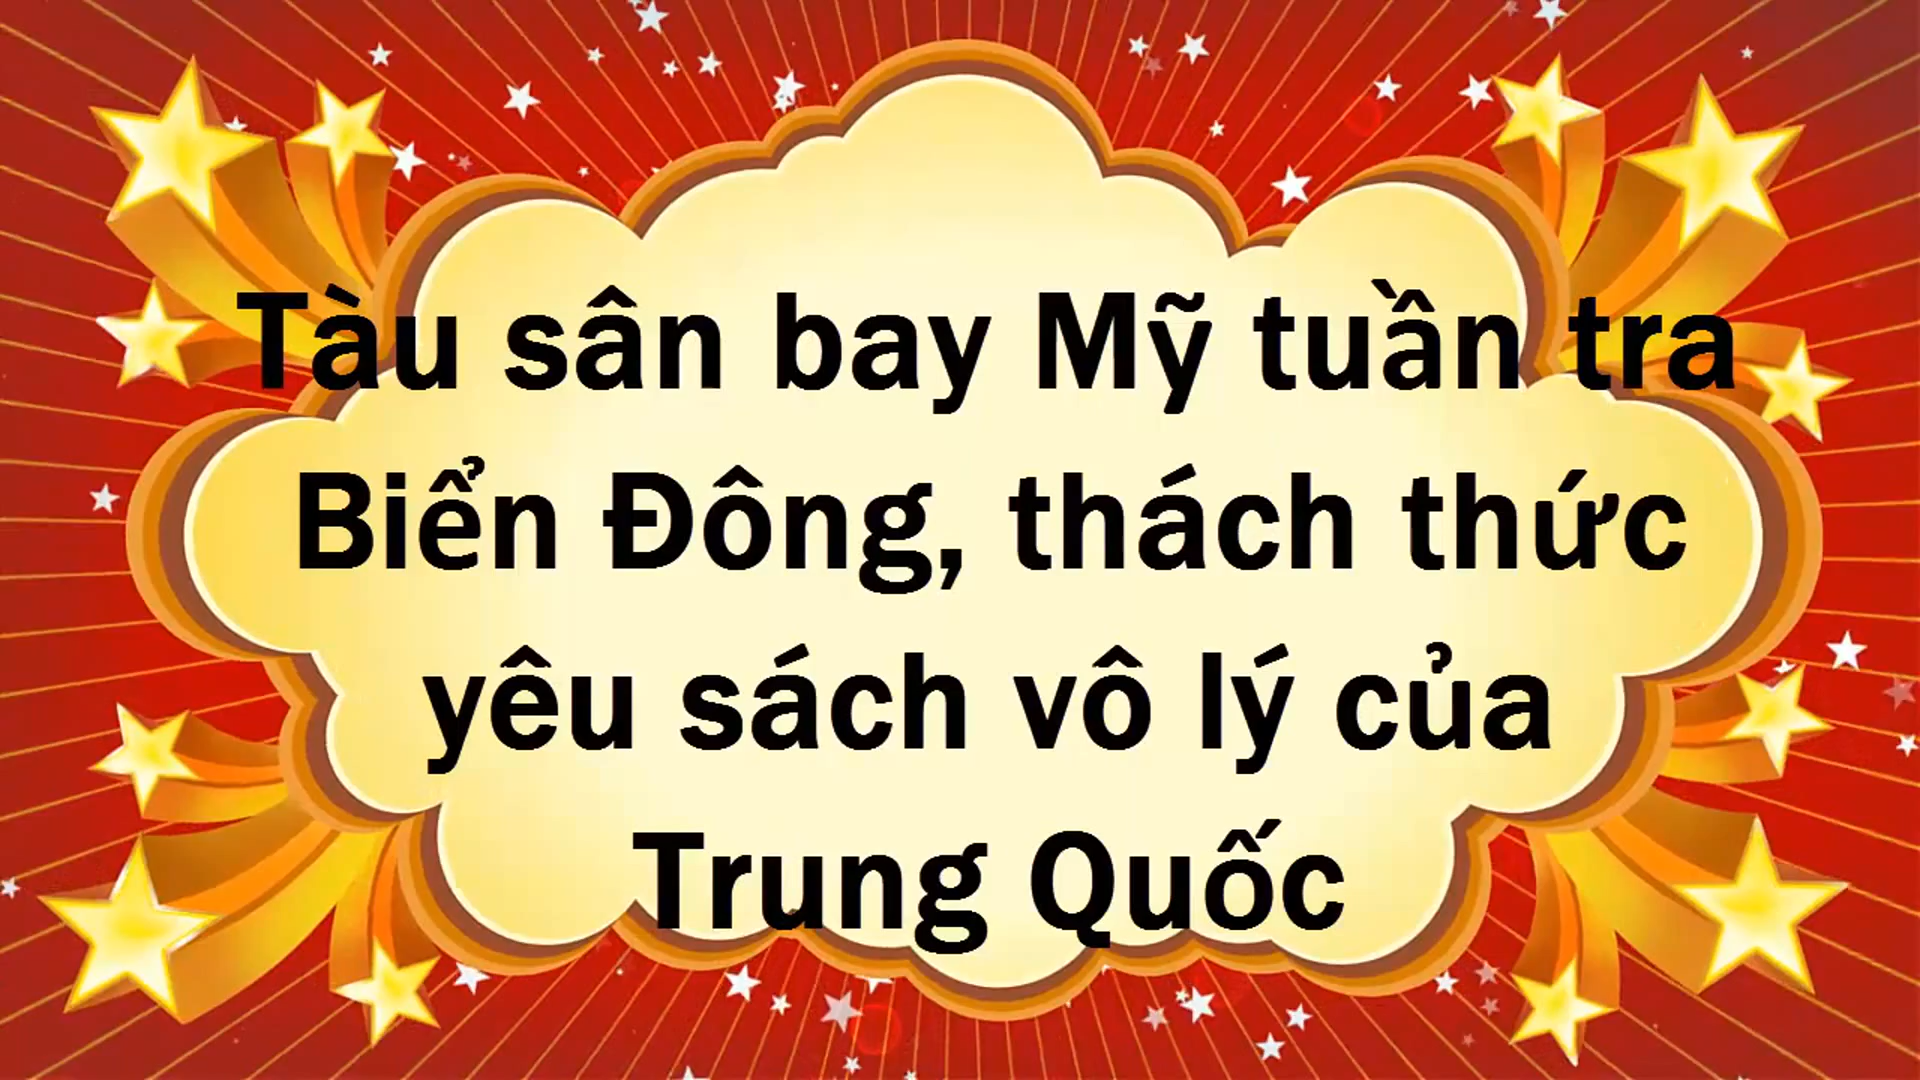 Tàu sân bay Mỹ tuần tra
Biển Đông, thách thức
yêu sách vô lý của
Trung Quốc